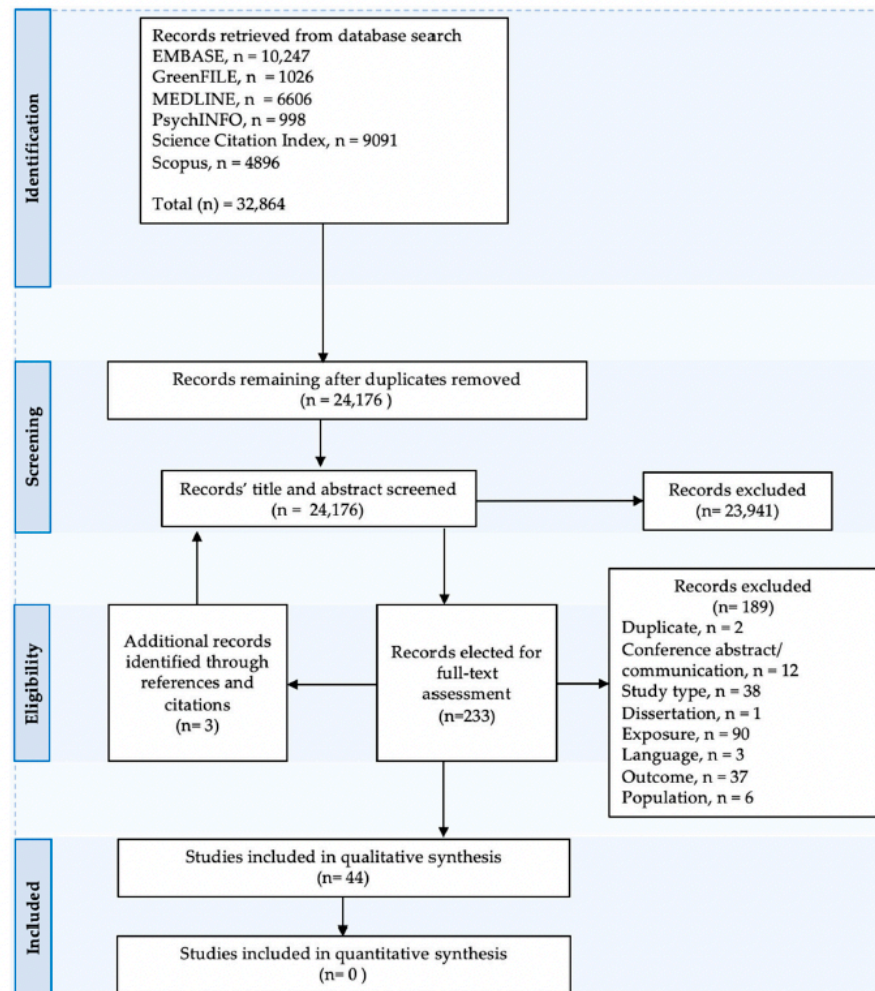 Identification
Records retrieved from database search
EMBASE, n = 10,247
GreenFILE, n = 1026
MEDLINE, n = 6606
PsychINFO, n = 998
Science Citation Index, n = 9091
Scopus, n = 4896
Total (n) = 32,864
Screening
Records remaining after duplicates removed
(n = 24,176 )
Records' title and abstract screened
(n = 24,176)
Records excluded
(n= 23,941)
Eligibility
Additional records
identified through
references and
citations
(n= 3)
Records elected for
full-text
assessment
(n=233)
Records excluded
(n= 189)
Duplicate, n = 2
Conference abstract/
communication, n = 12
Study type, n = 38
Dissertation, n = 1
Exposure, n = 90
Language, n = 3
Outcome, n = 37
Population, n = 6
Included
Studies included in qualitative synthesis
(n= 44)
Studies included in quantitative synthesis
(n= 0 )